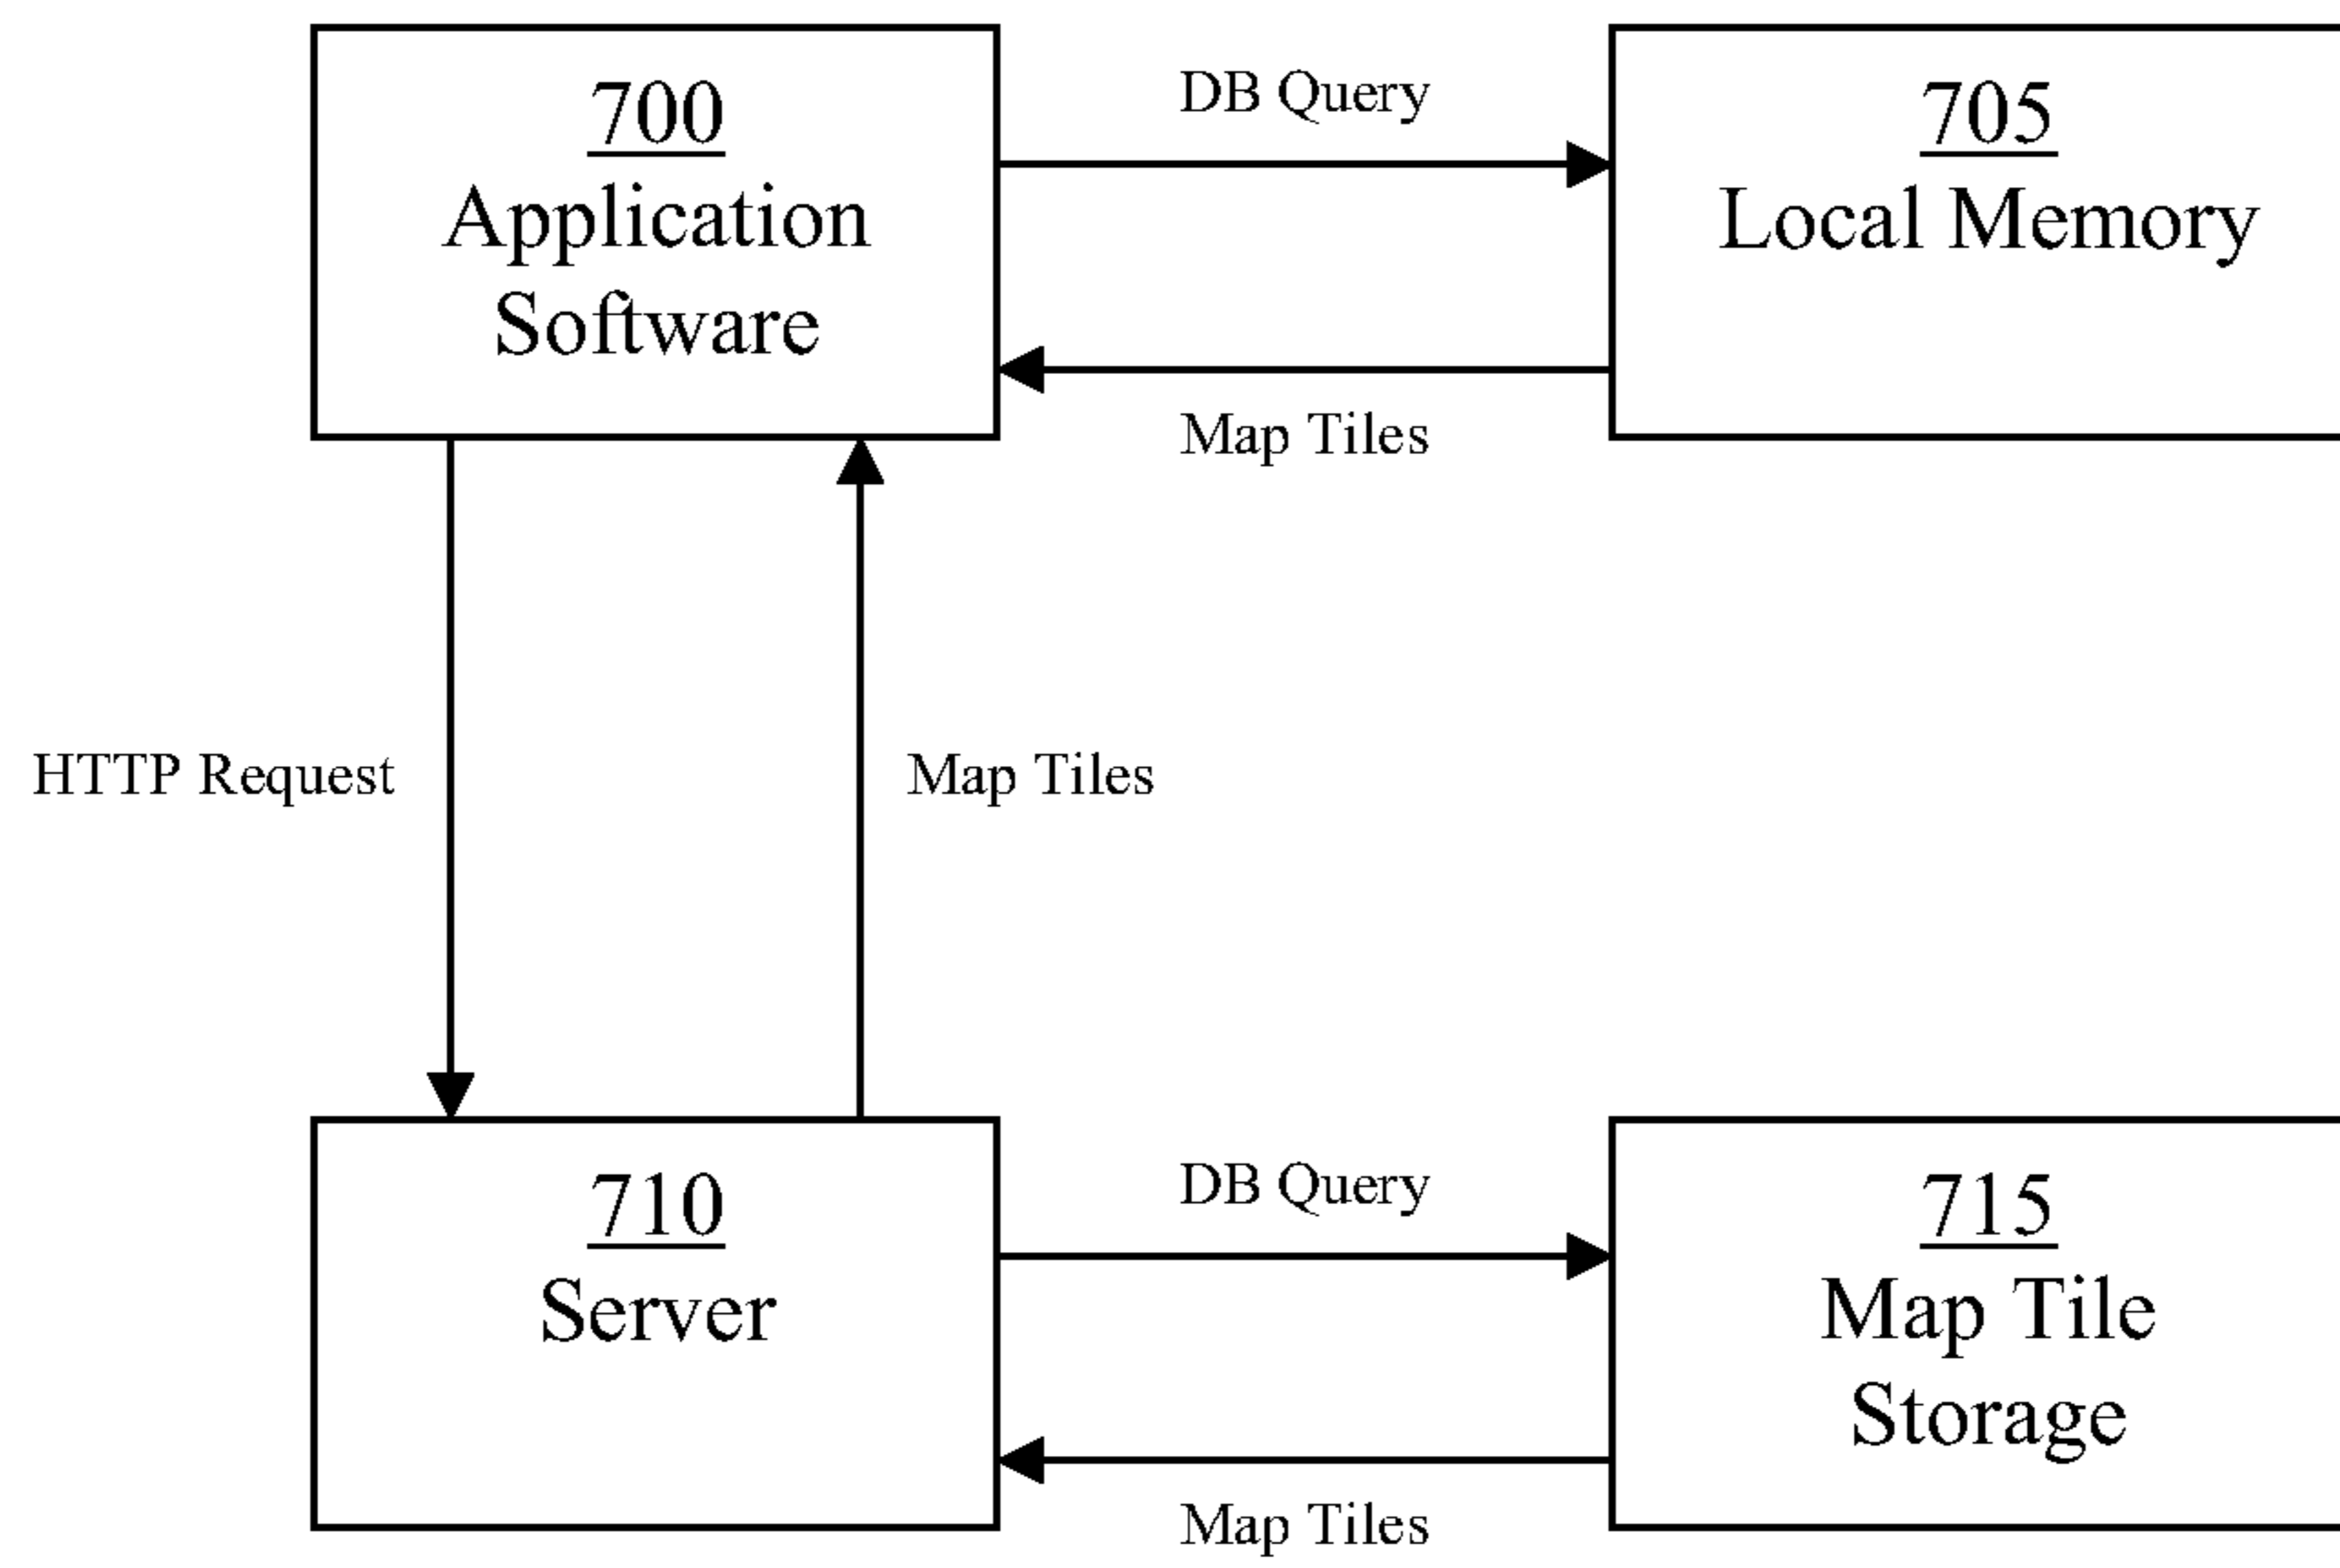 700
Application
Software
DB Query
Map Tiles
705
Local Memory
HTTP Request
Map Tiles
710
Server
DB Query
Map Tiles
715
Map Tile
Storage